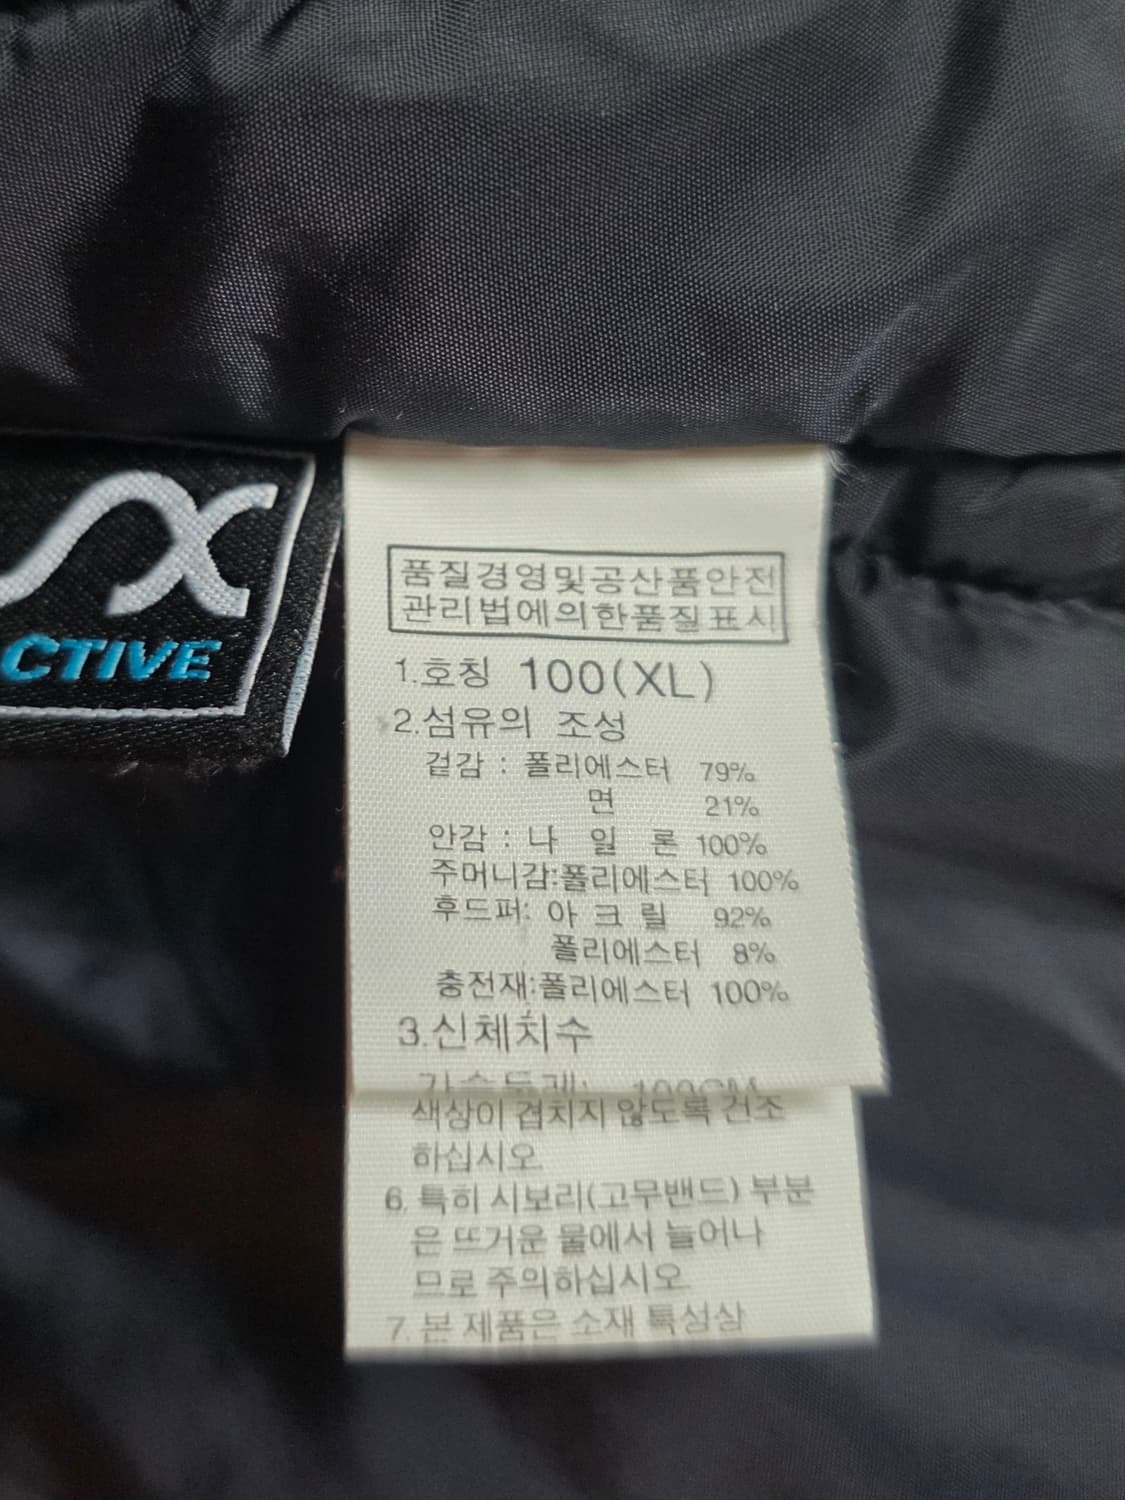 CTIVE
품질경영및공산품안전
관리법에의한품질표시
1.호칭 100(XL)
2.섬유의 조성
겉감 : 폴리에스터 79%
면 21%
안감 : 나 일 론 100%
주머니감:폴리에스터 100%
후드퍼: 아 크 릴 92%
폴리에스터 8%
충전재:폴리에스터 100%
3.신체치수
가슴둘레: 100CM
색상이 겹치지 않도록 건조
하십시오.
6. 특히 시보리(고무밴드) 부분
은 뜨거운 물에서 늘어나
므로 주의하십시오.
7. 본 제품은 소재 특성상